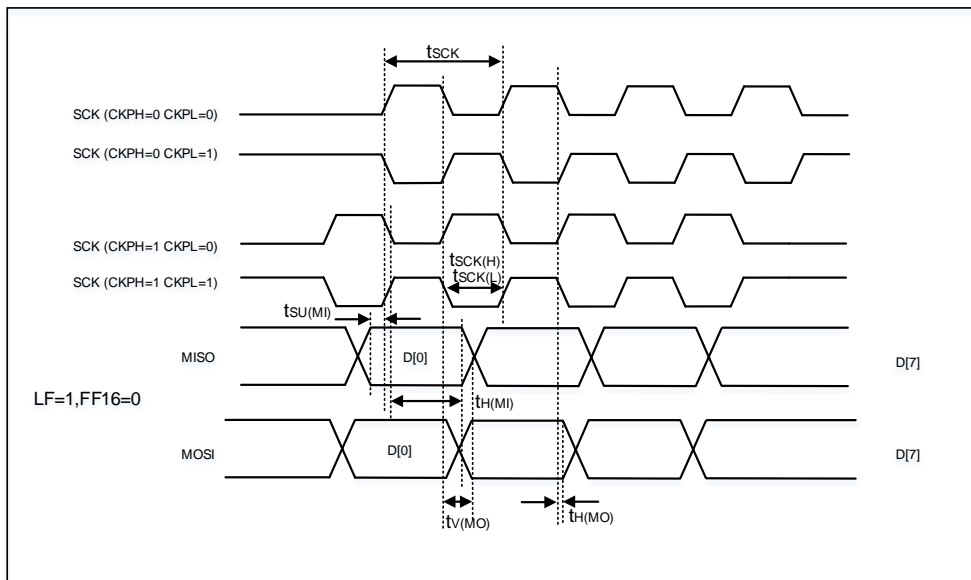 tSCK
SCK (CKPH=0 CKPL=0)
SCK (CKPH=0 CKPL=1)
SCK (CKPH=1 CKPL=0)
tSCK(H)
SCK (CKPH=1 CKPL=1)
tSCK(L)
tSU(MI)
MISO
D[0]
D[7]
LF=1,FF16=0
tH(MI)
MOSI
D[0]
D[7]
tV(MO)
tH(MO)